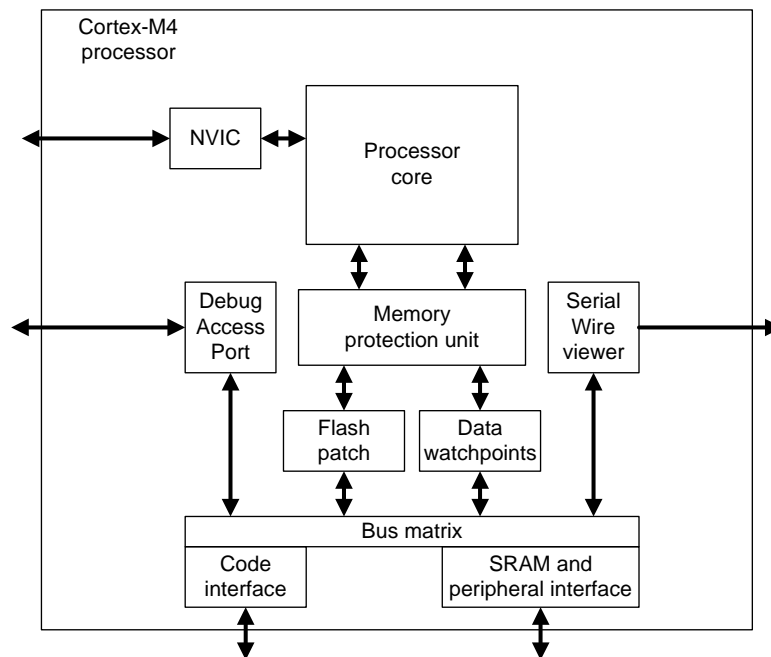 Cortex-M4
processor
NVIC
Processor
core
Debug
Access
Port
Memory
protection unit
Serial
Wire
viewer
Flash
patch
Data
watchpoints
Bus matrix
Code
interface
SRAM and
peripheral interface